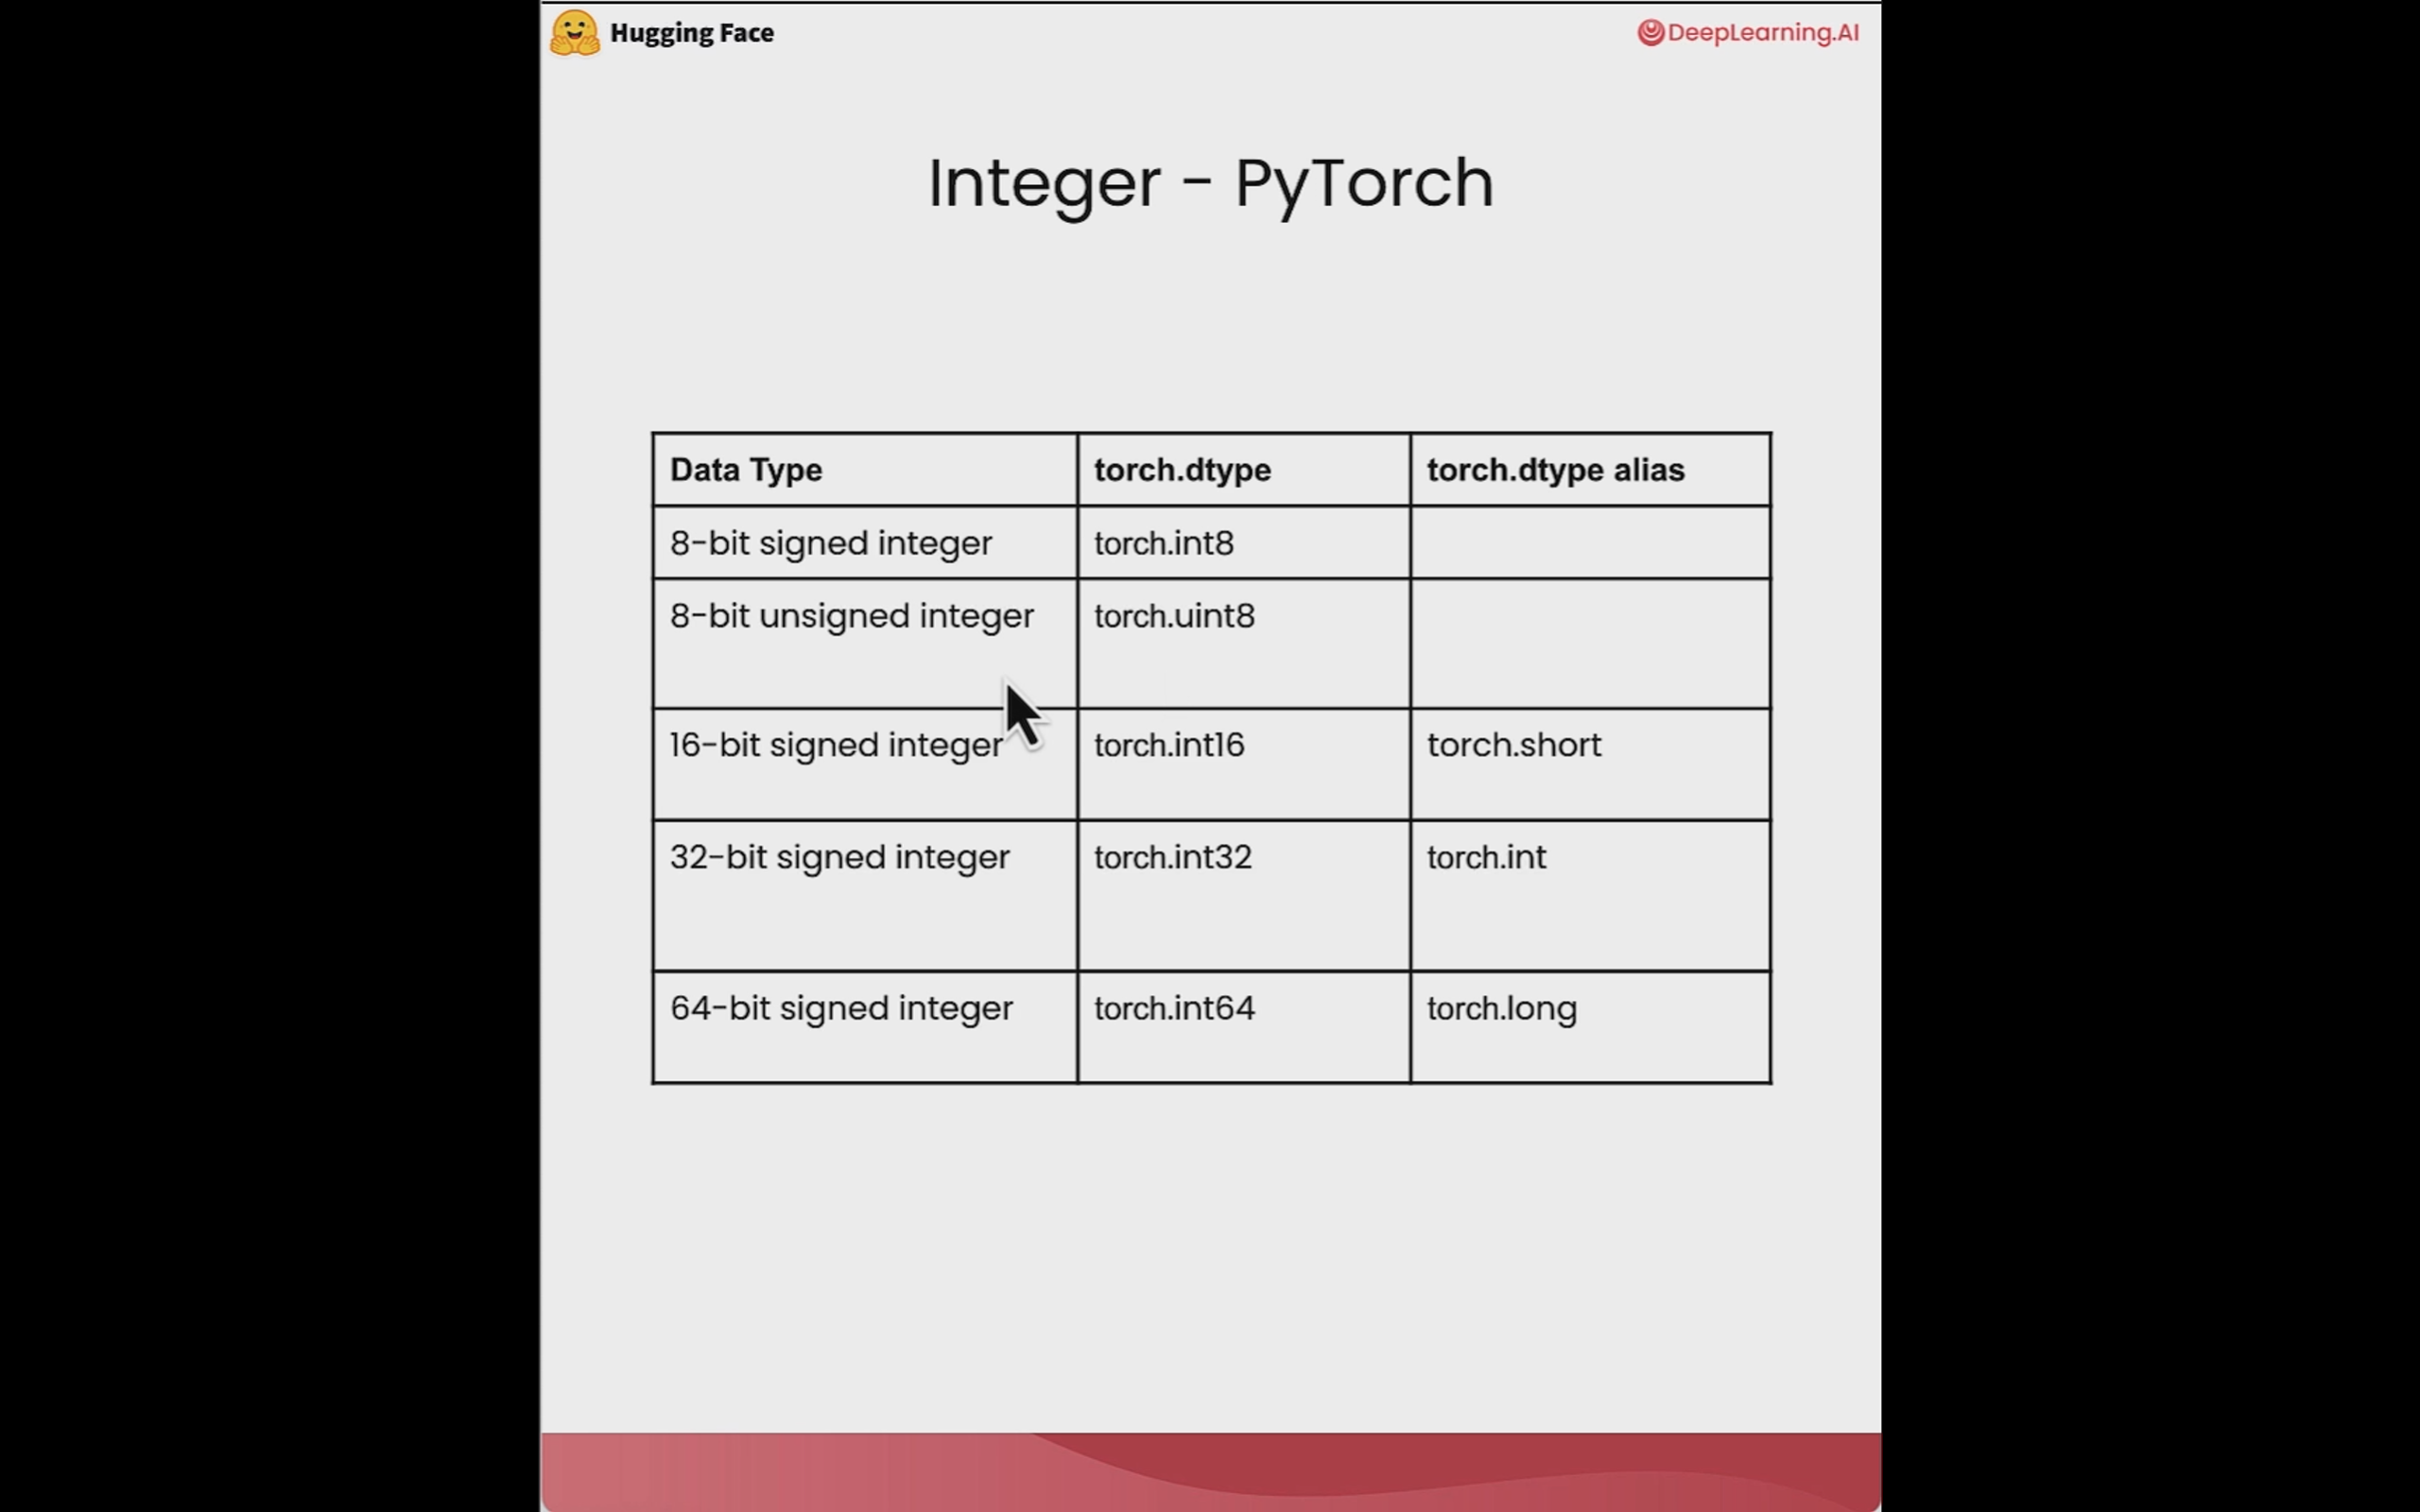 Hugging Face
DeepLearning.AI
Integer - PyTorch
Data Type torch.dtype torch.dtype alias
8-bit signed integer torch.int8
8-bit unsigned integer torch.uint8
16-bit signed integer torch.int16 torch.short
32-bit signed integer torch.int32 torch.int
64-bit signed integer torch.int64 torch.long